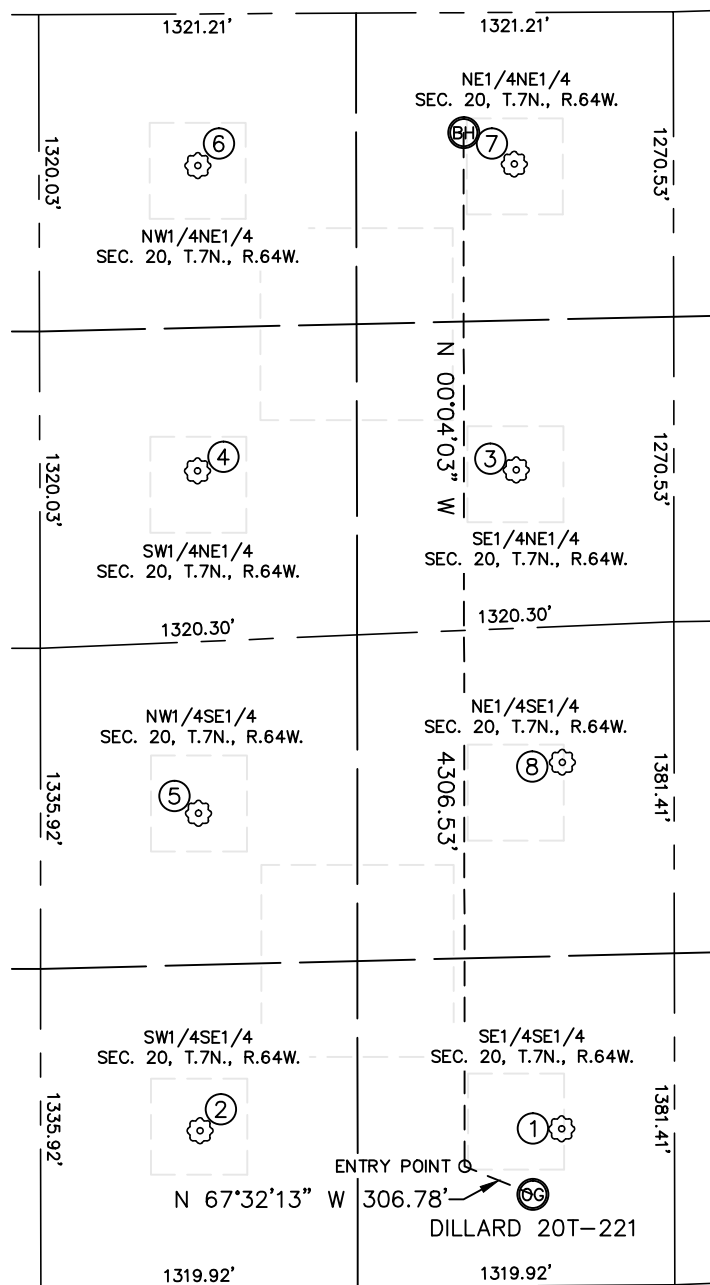 1321.21'
1321.21'
NE1/4NE1/4
SEC. 20, T.7N., R.64W.
BH
7
6
1320.03'
1270.53'
NW1/4NE1/4
SEC. 20, T.7N., R.64W.
N 00°04'03" W
4
3
1320.03'
1270.53'
SW1/4NE1/4
SEC. 20, T.7N., R.64W.
SE1/4NE1/4
SEC. 20, T.7N., R.64W.
1320.30'
1320.30'
NW1/4SE1/4
SEC. 20, T.7N., R.64W.
NE1/4SE1/4
SEC. 20, T.7N., R.64W.
5
8
1335.92'
4306.53'
1381.41'
SW1/4SE1/4
SEC. 20, T.7N., R.64W.
SE1/4SE1/4
SEC. 20, T.7N., R.64W.
2
1
1335.92'
1381.41'
ENTRY POINT
N 67°32'13" W 306.78'
OG
DILLARD 20T-221
1319.92'
1319.92'